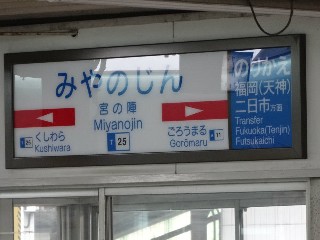 みやのじん
宮の陣
Miyanojin
T 25
くしわら
Kushiwara
ごろうまる
Gorōmaru
のりかえ
福岡(天神)
二日市方面
Transfer
Fukuoka(Tenjin)
Futsukaichi